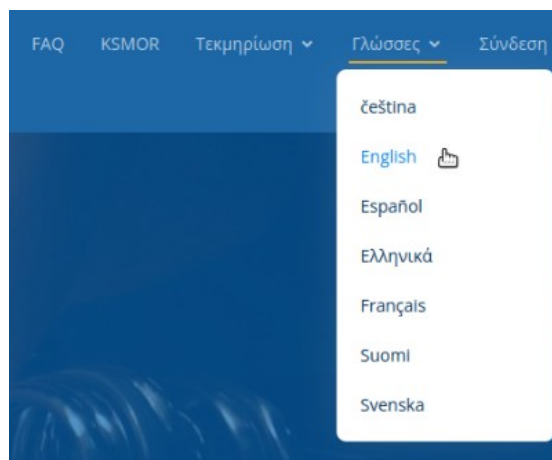 FAQ KSMOR Τεκμηρίωση Γλώσσες Σύνδεση
čeština
English
Español
Ελληνικά
Français
Suomi
Svenska